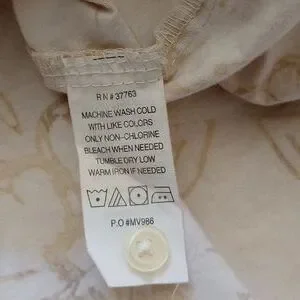 RN# 37763
MACHINE WASH COLD
WITH LIKE COLORS
ONLY NON-CHLORINE
BLEACH WHEN NEEDED
TUMBLE DRY LOW
WARM IRON IF NEEDED
P.O #MV986